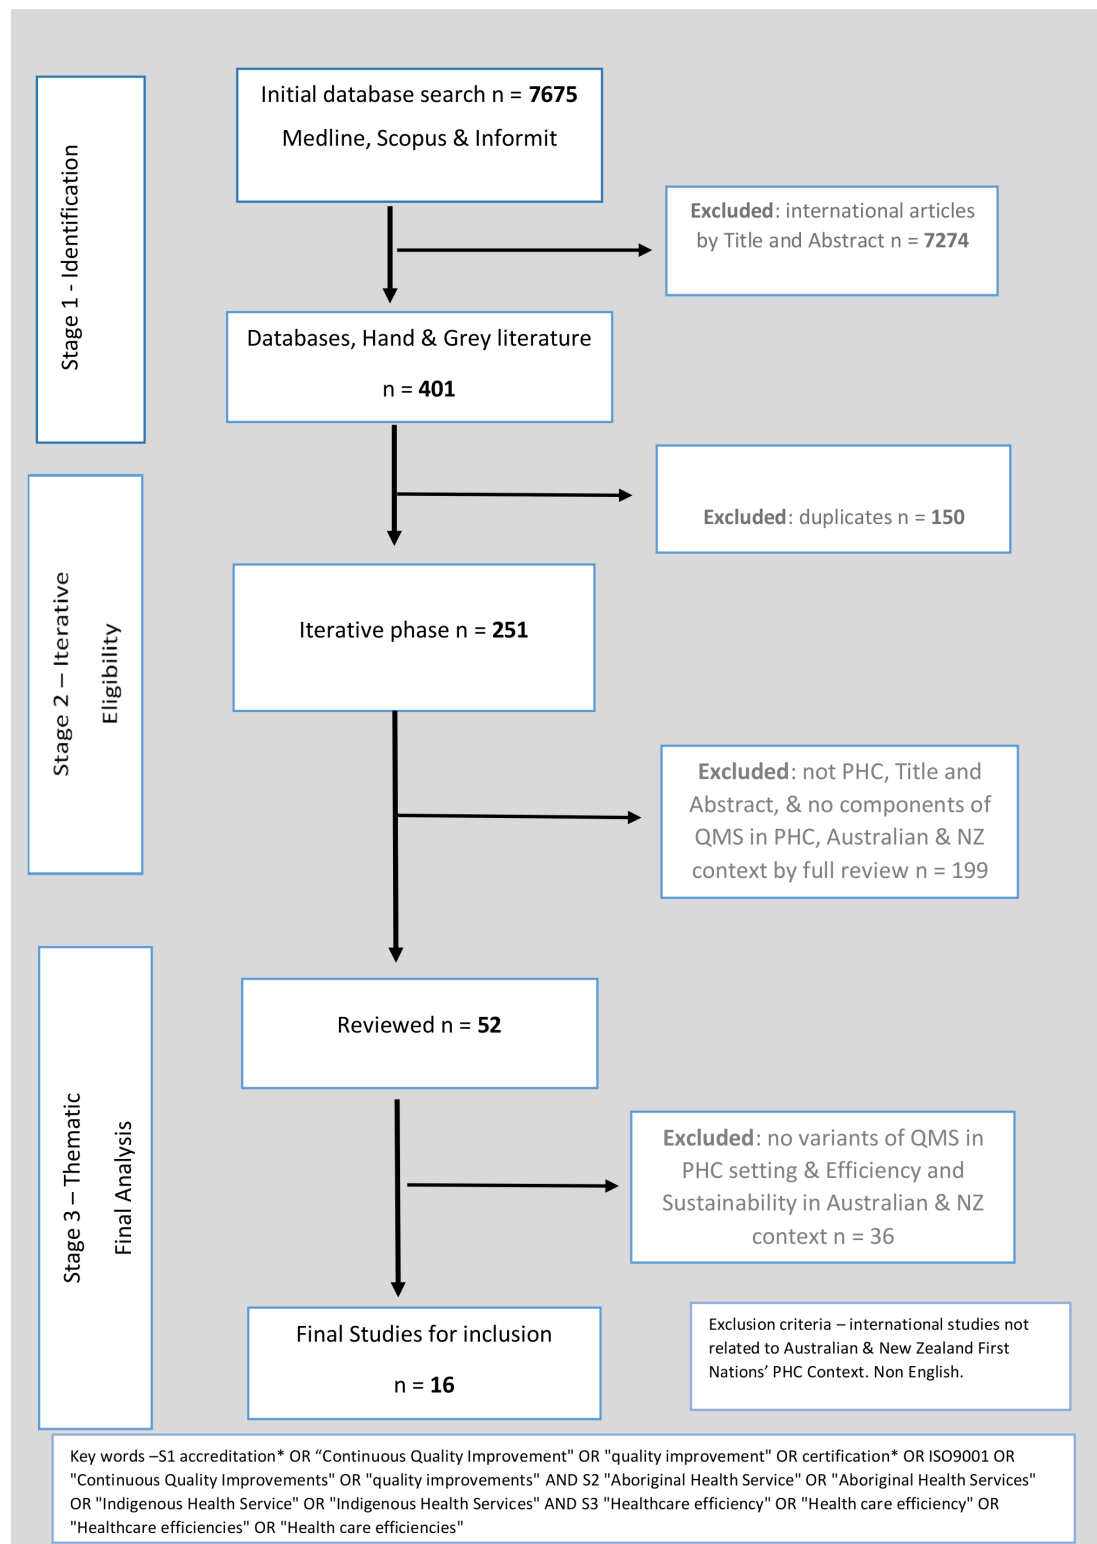 Stage 1 - Identification
Initial database search n = 7675
Medline, Scopus & Informit
Excluded: international articles
by Title and Abstract n = 7274
Databases, Hand & Grey literature
n = 401
Stage 2 – Iterative
Eligibility
Excluded: duplicates n = 150
Iterative phase n = 251
Excluded: not PHC, Title and
Abstract, & no components of
QMS in PHC, Australian & NZ
context by full review n = 199
Stage 3 – Thematic
Final Analysis
Reviewed n = 52
Excluded: no variants of QMS in
PHC setting & Efficiency and
Sustainability in Australian & NZ
context n = 36
Final Studies for inclusion
n = 16
Exclusion criteria – international studies not
related to Australian & New Zealand First
Nations’ PHC Context. Non English.
Key words –S1 accreditation* OR “Continuous Quality Improvement" OR "quality improvement" OR certification* OR ISO9001 OR
"Continuous Quality Improvements" OR "quality improvements" AND S2 "Aboriginal Health Service" OR "Aboriginal Health Services"
OR "Indigenous Health Service" OR "Indigenous Health Services" AND S3 "Healthcare efficiency" OR "Health care efficiency" OR
"Healthcare efficiencies" OR "Health care efficiencies"